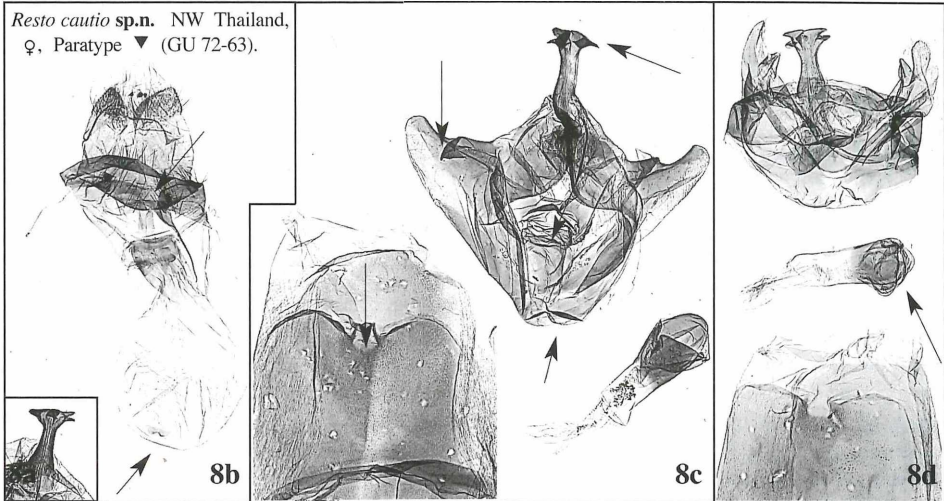 Resto cautio sp.n. NW Thailand,
♀, Paratype ▼ (GU 72-63).
8b
8c
8d